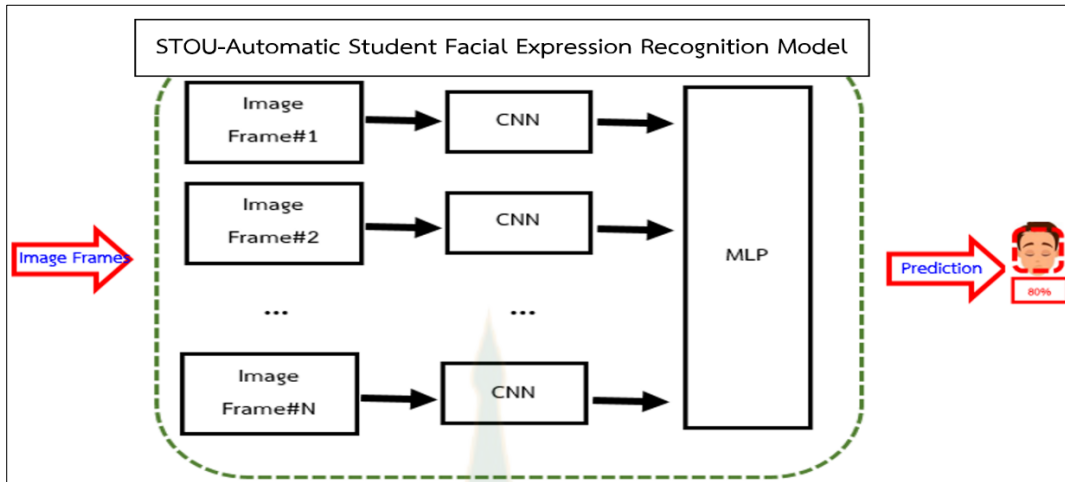 STOU-Automatic Student Facial Expression Recognition Model
Image
Frame#1
CNN
Image
Frame#2
CNN
MLP
Image Frames
Prediction
80%
...
...
Image
Frame#N
CNN